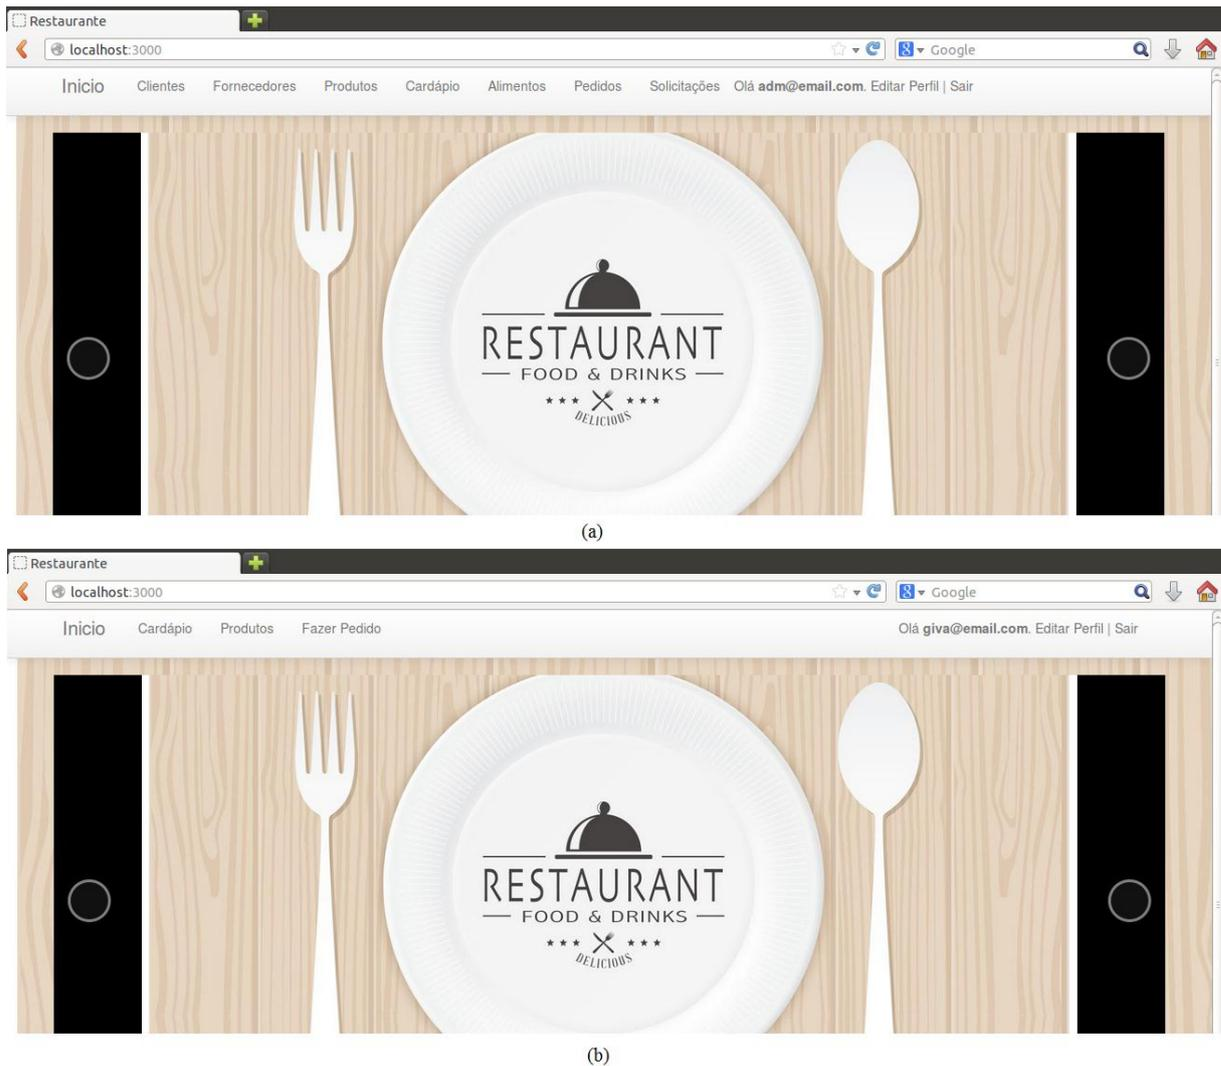 Restaurante
localhost:3000
Google
Inicio Clientes Fornecedores Produtos Cardápio Alimentos Pedidos Solicitações Olá adm@email.com. Editar Perfil | Sair
RESTAURANT
FOOD & DRINKS
DELICIOUS
(a)
Restaurante
localhost:3000
Google
Inicio Cardápio Produtos Fazer Pedido Olá giva@email.com. Editar Perfil | Sair
RESTAURANT
FOOD & DRINKS
DELICIOUS
(b)